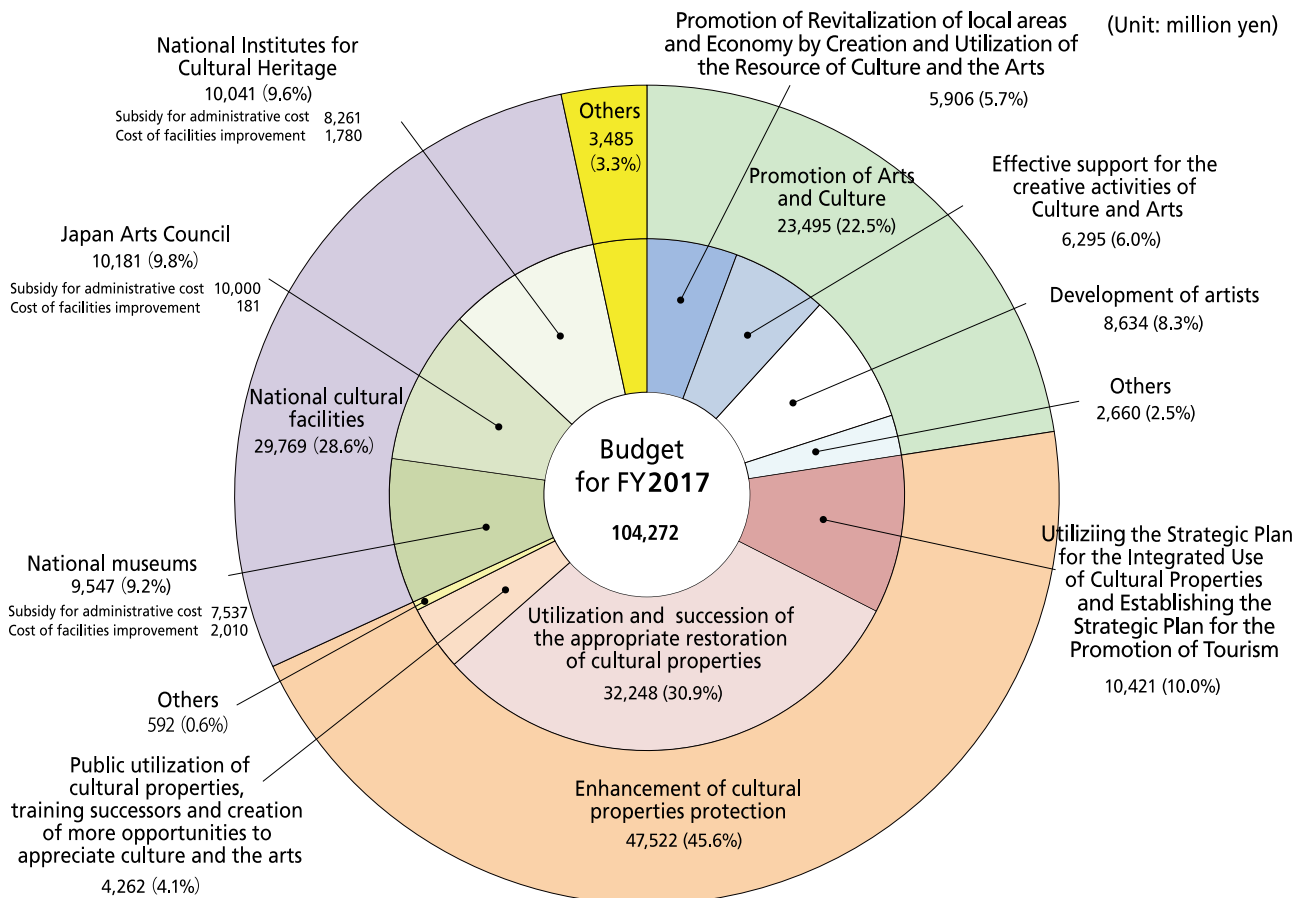 (Unit: million yen)
Promotion of Revitalization of local areas
and Economy by Creation and Utilization of
the Resource of Culture and the Arts
5,906 (5.7%)
National Institutes for
Cultural Heritage
10,041 (9.6%)
Subsidy for administrative cost 8,261
Cost of facilities improvement 1,780
Others
3,485
(3.3%)
Promotion of Arts
and Culture
23,495 (22.5%)
Effective support for the
creative activities of
Culture and Arts
6,295 (6.0%)
Japan Arts Council
10,181 (9.8%)
Subsidy for administrative cost 10,000
Cost of facilities improvement 181
Development of artists
8,634 (8.3%)
Others
2,660 (2.5%)
National cultural
facilities
29,769 (28.6%)
Budget
for FY2017
104,272
Utiliziing the Strategic Plan
for the Integrated Use
of Cultural Properties
and Establishing the
Strategic Plan for the
Promotion of Tourism
10,421 (10.0%)
National museums
9,547 (9.2%)
Subsidy for administrative cost 7,537
Cost of facilities improvement 2,010
Utilization and succession of
the appropriate restoration
of cultural properties
32,248 (30.9%)
Others
592 (0.6%)
Public utilization of
cultural properties,
training successors and creation
of more opportunities to
appreciate culture and the arts
4,262 (4.1%)
Enhancement of cultural
properties protection
47,522 (45.6%)